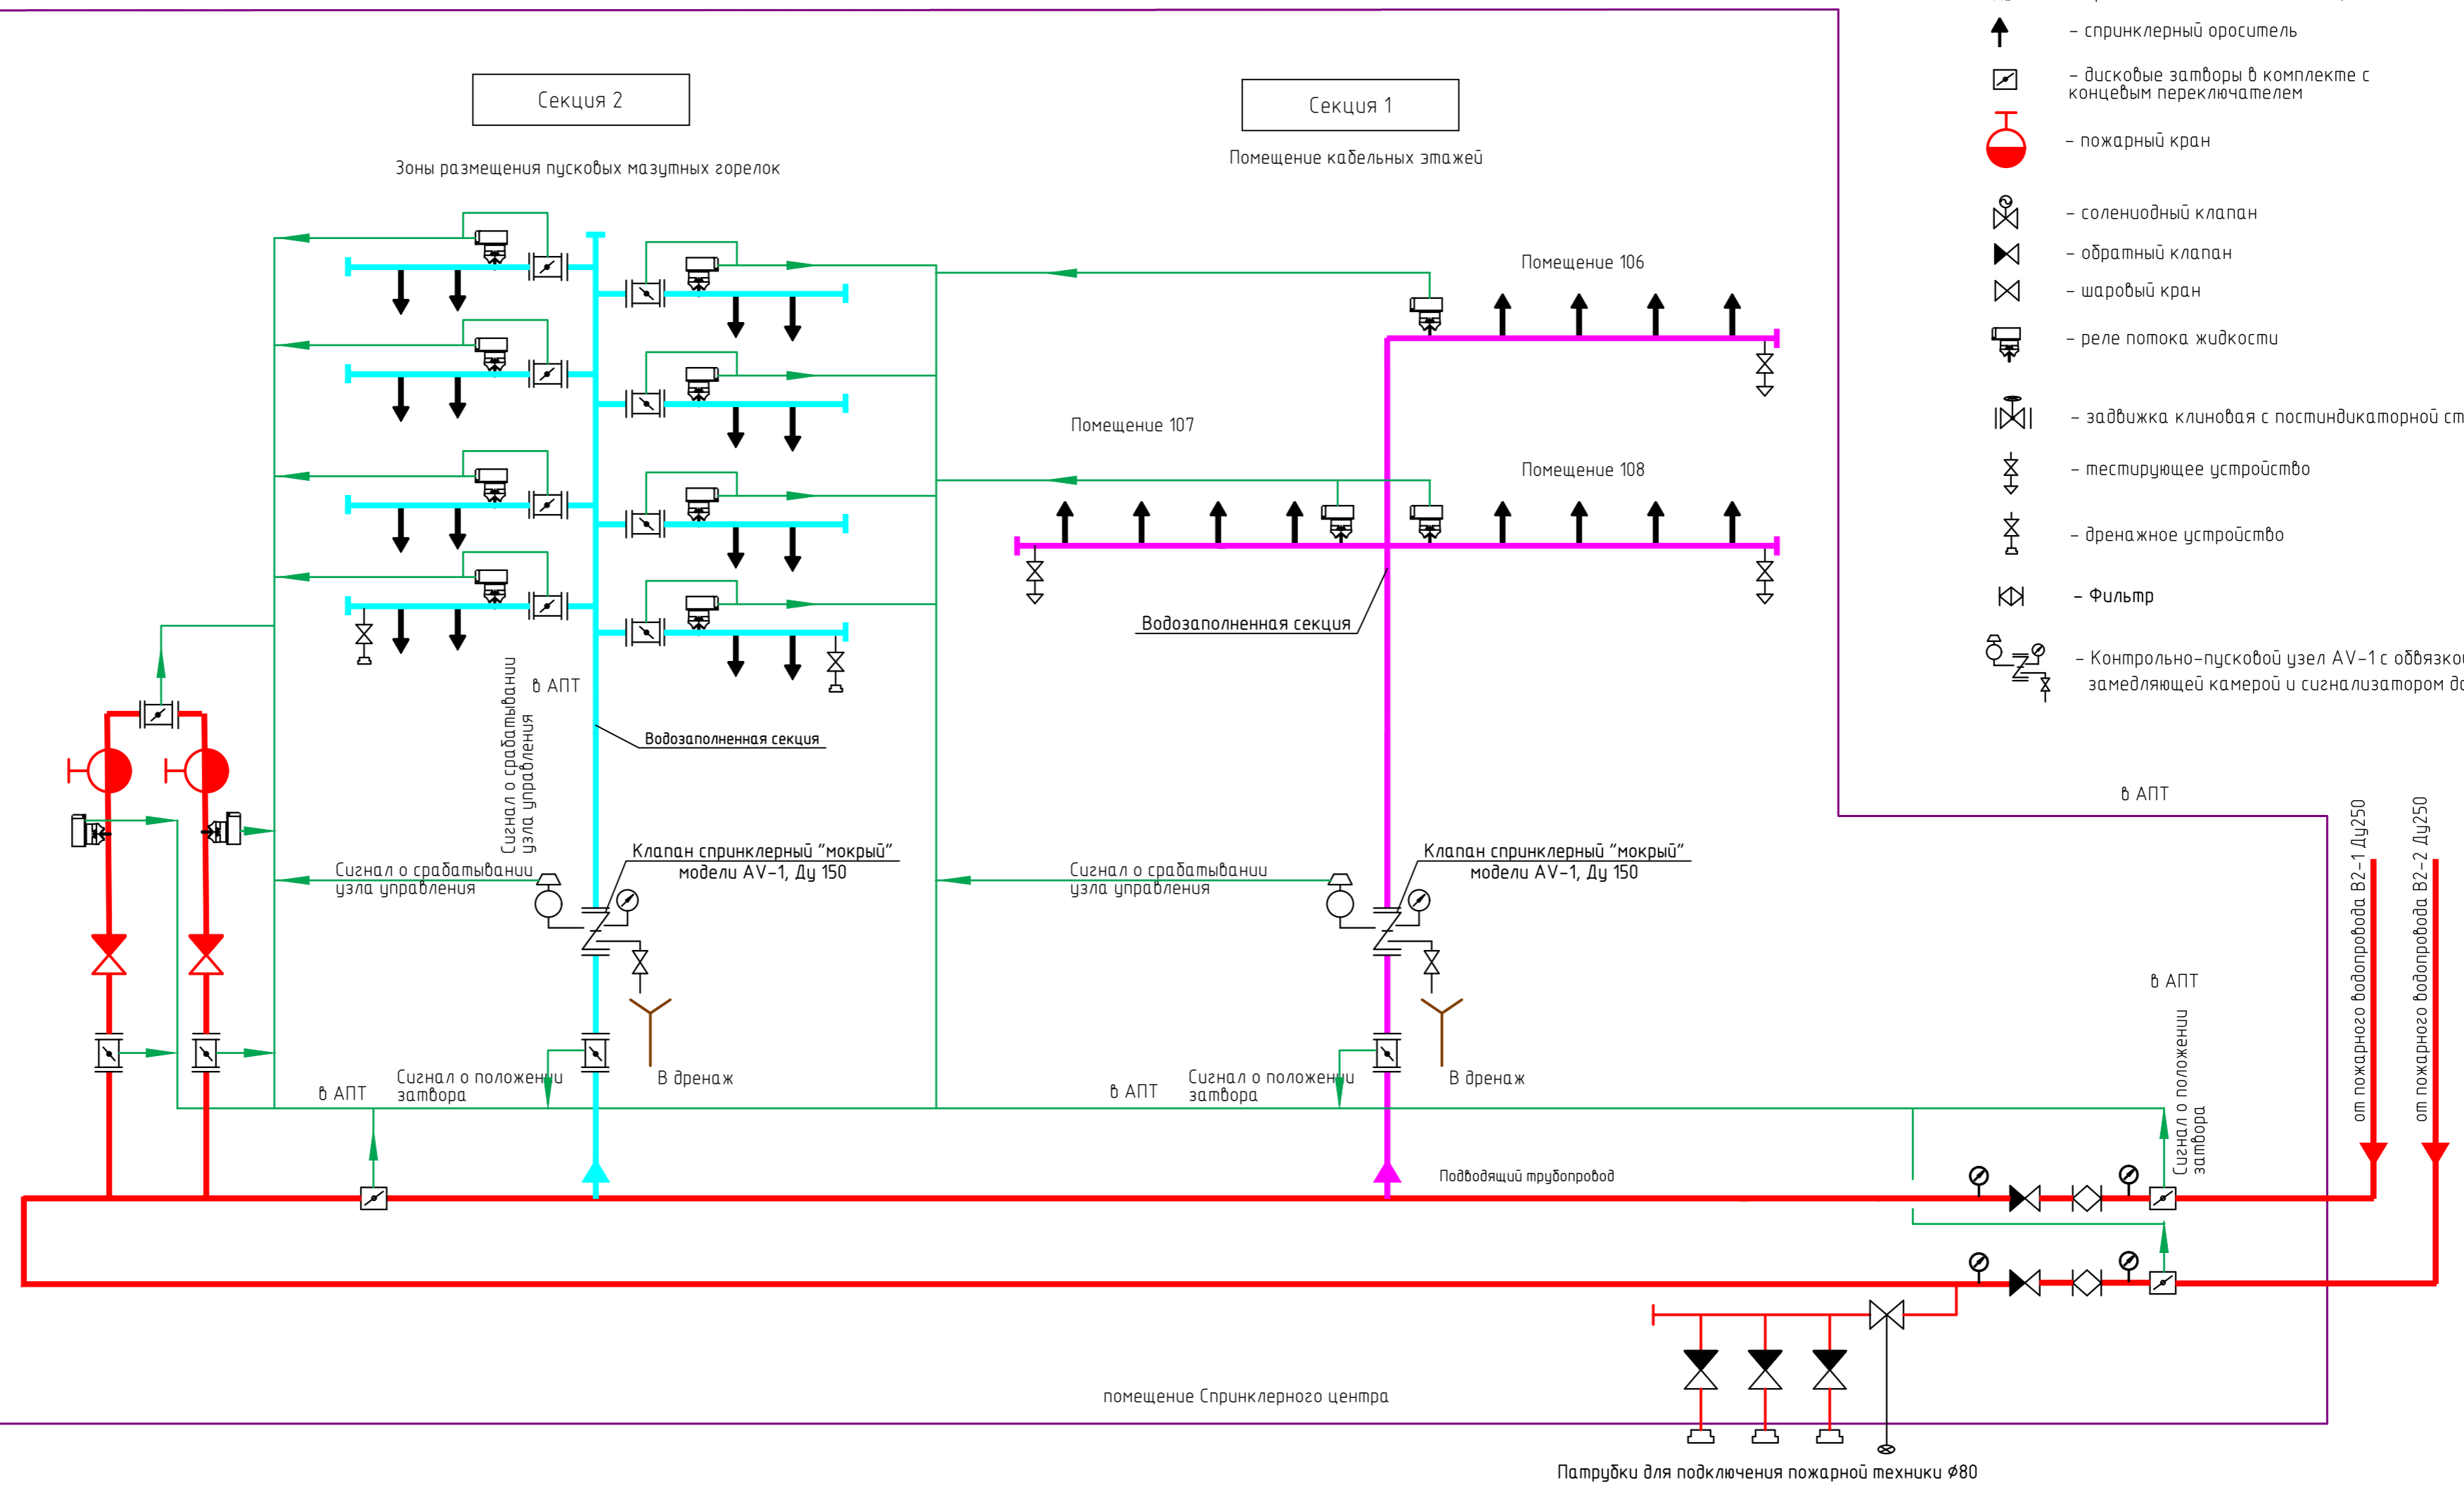 – спринклерный ороситель
– дисковые затворы в комплекте с
концевым переключателем
– пожарный кран
– солениодный клапан
– обратный клапан
– шаровый кран
– реле потока жидкости
– задвижка клиновая с постиндикаторной ст
– тестирующее устройство
– дренажное устройство
– Фильтр
– Контрольно-пусковой узел AV-1 с обвязкой
замедляющей камерой и сигнализатором да
Секция 2
Зоны размещения пусковых мазутных горелок
Секция 1
Помещение кабельных этажей
Помещение 106
Помещение 107
Помещение 108
Водозаполненная секция
в АПТ
Сигнал о срабатывании
узла управления
Водозаполненная секция
Клапан спринклерный "мокрый"
модели AV-1, Ду 150
Сигнал о срабатывании
узла управления
Клапан спринклерный "мокрый"
модели AV-1, Ду 150
Сигнал о срабатывании
узла управления
в АПТ
от пожарного водопровода В2-1 Ду250
от пожарного водопровода В2-2 Ду250
в АПТ
Сигнал о положении
затвора
в АПТ
Сигнал о положении
затвора
В дренаж
в АПТ
Сигнал о положении
затвора
В дренаж
Подводящий трубопровод
помещение Спринклерного центра
Патрубки для подключения пожарной техники ⌀80